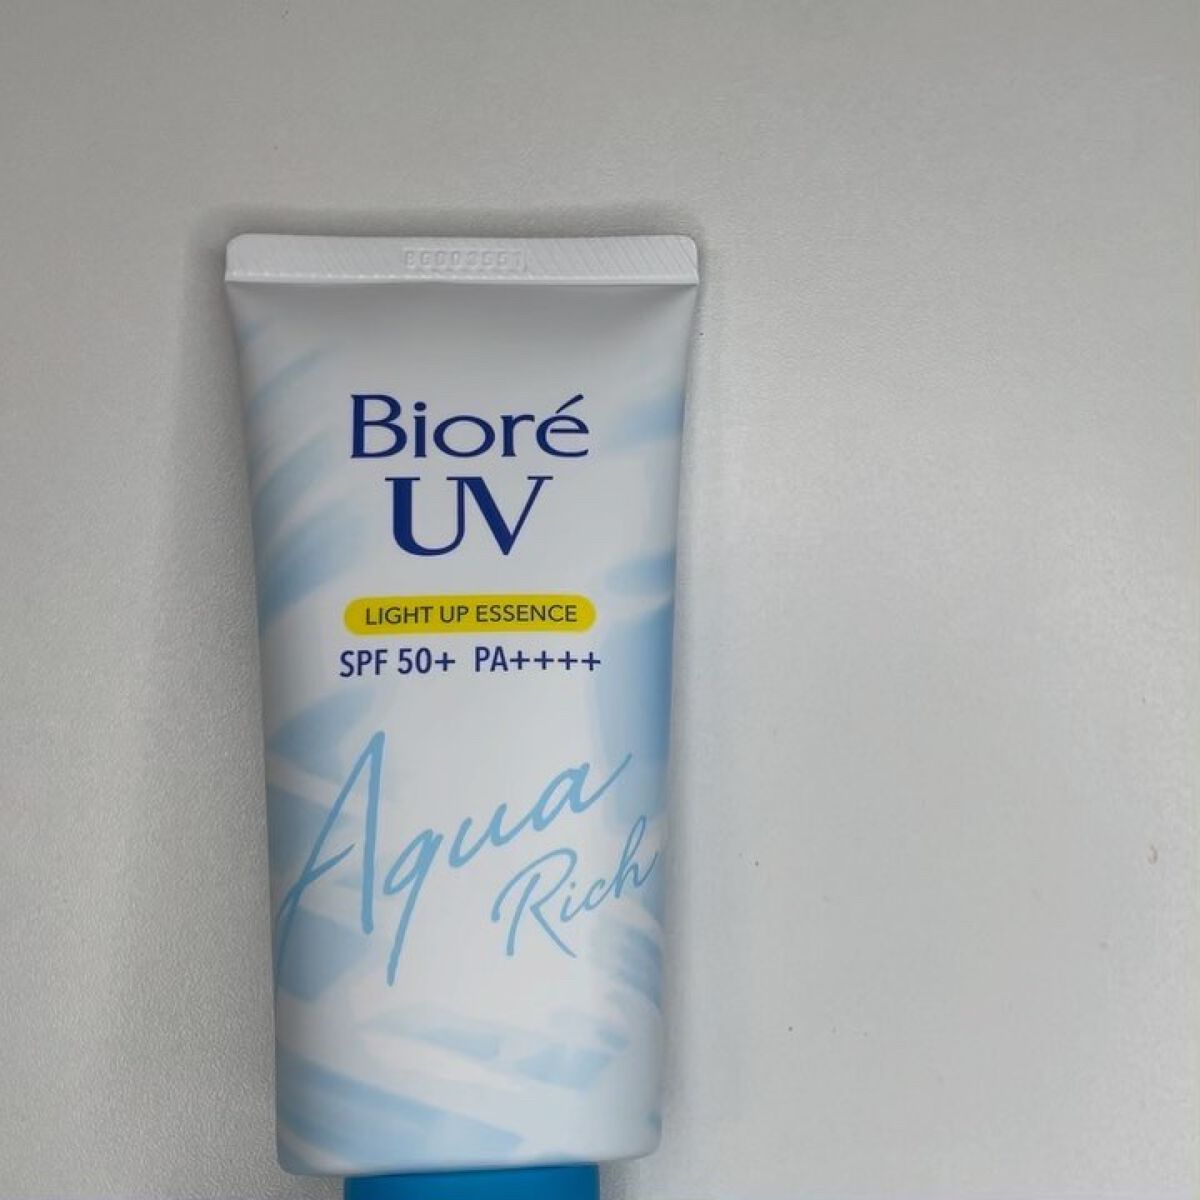 Bioré
UV
LIGHT UP ESSENCE
SPF 50+ PA++++
Aqua
Rich